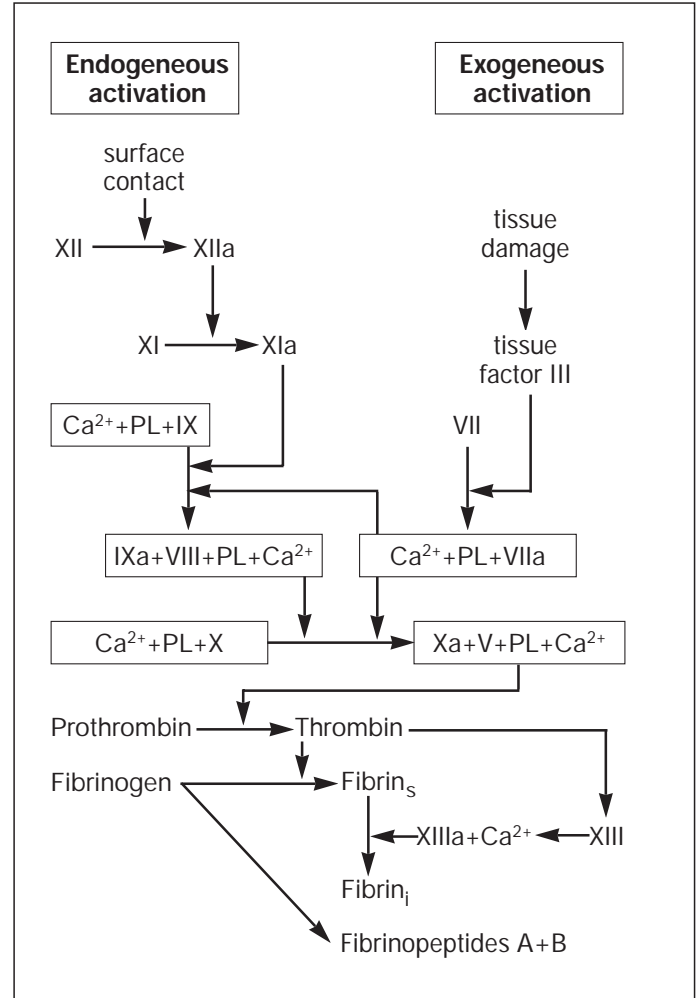 Endogeneous
activation
Exogeneous
activation
surface
contact
XII
XIIa
tissue
damage
XI
XIa
tissue
factor III
Ca²⁺+PL+IX
VII
IXa+VIII+PL+Ca²⁺
Ca²⁺+PL+VIIa
Ca²⁺+PL+X
Xa+V+PL+Ca²⁺
Prothrombin
Thrombin
Fibrinogen
Fibrinₛ
XIIIa+Ca²⁺
XIII
Fibrinᵢ
Fibrinopeptides A+B